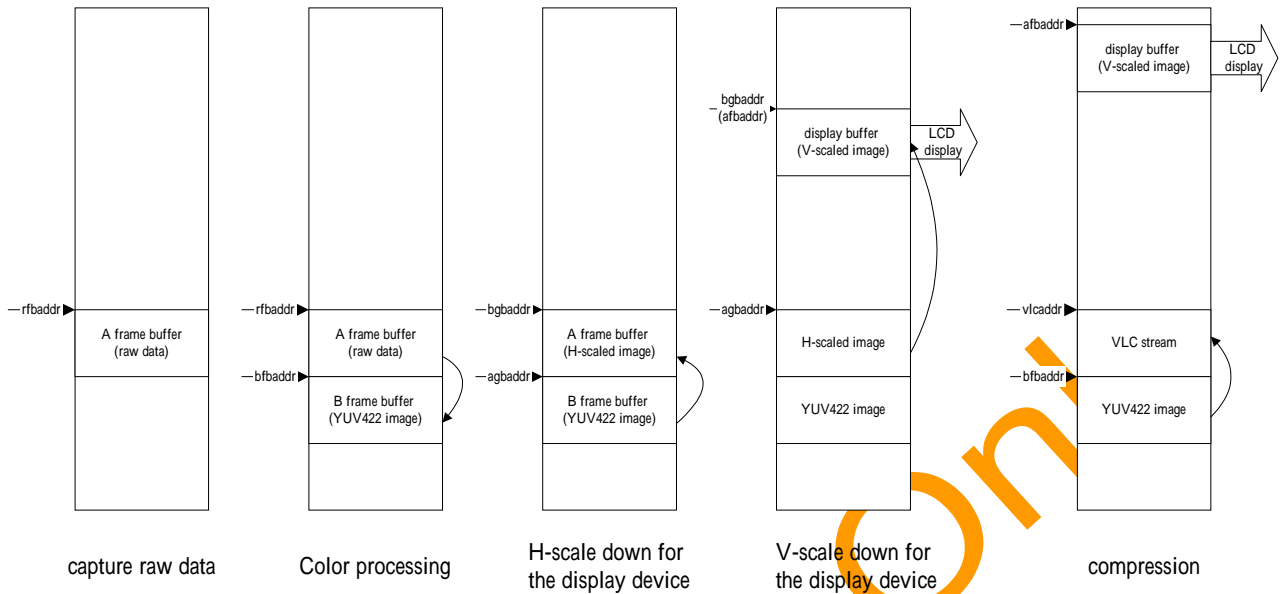 rfbaddr
A frame buffer
(raw data)
capture raw data
rfbaddr
A frame buffer
(raw data)
bfbaddr
B frame buffer
(YUV422 image)
Color processing
bgbaddr
A frame buffer
(H-scaled image)
agbaddr
B frame buffer
(YUV422 image)
H-scale down for
the display device
bgbaddr
(afbaddr)
display buffer
(V-scaled image)
LCD
display
agbaddr
H-scaled image
YUV422 image
V-scale down for
the display device
afbaddr
display buffer
(V-scaled image)
LCD
display
vlcaddr
VLC stream
bfbaddr
YUV422 image
compression